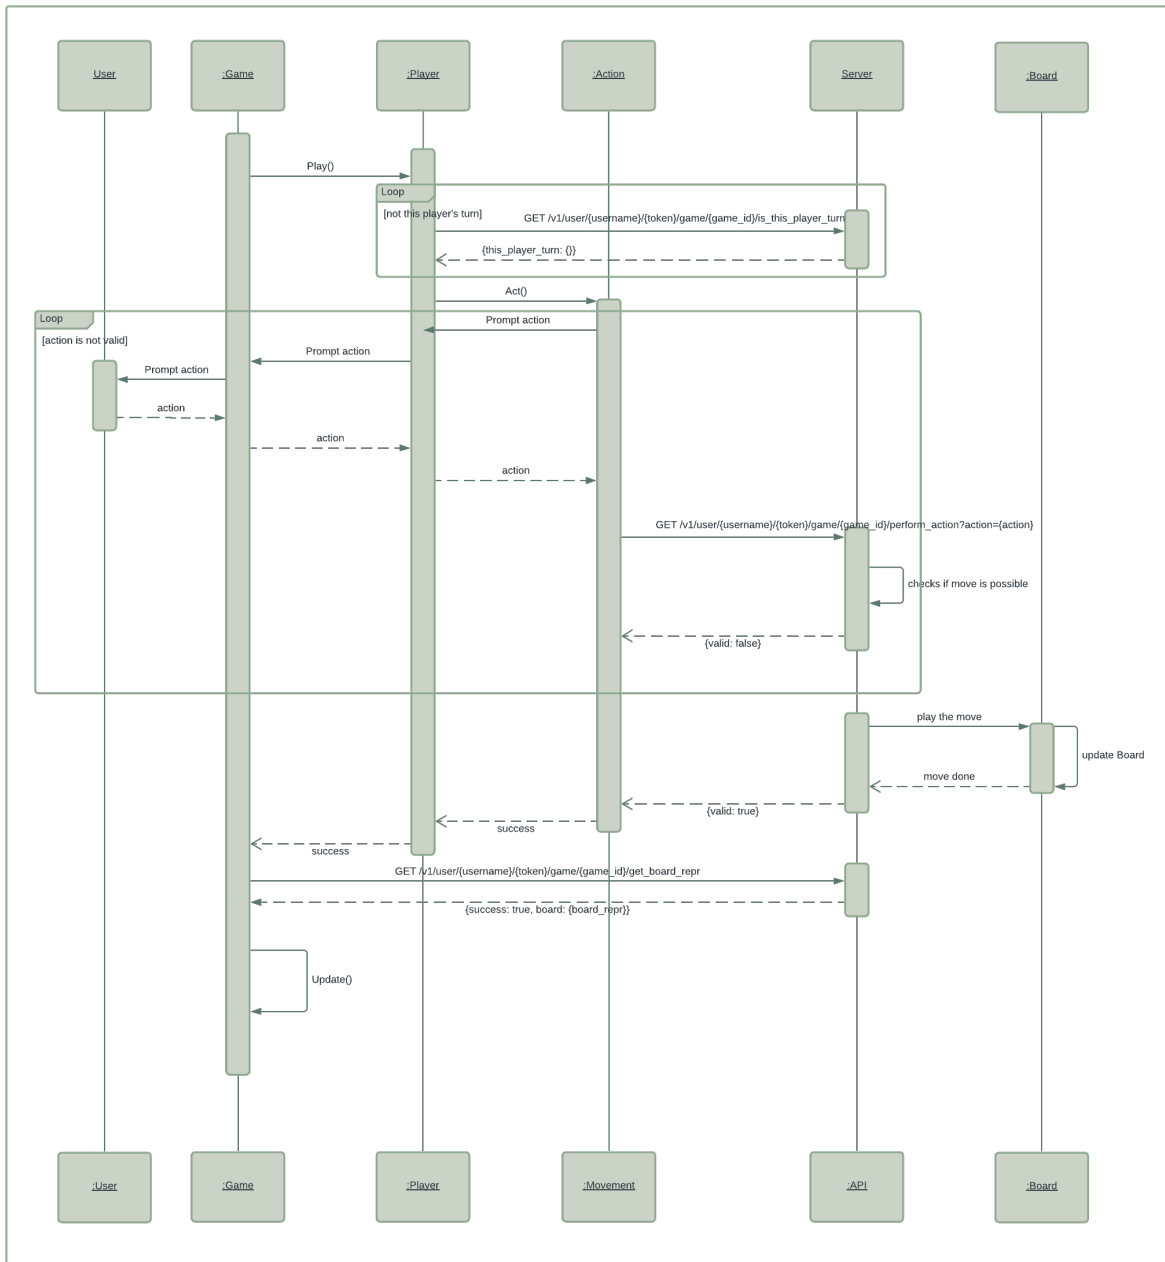 User
:Game
:Player
:Action
Server
:Board
Play()
Loop
[not this player's turn]
GET /v1/user/{username}/{token}/game/{game_id}/is_this_player_turn
{this_player_turn: {}}
Act()
Loop
Prompt action
[action is not valid]
Prompt action
Prompt action
action
action
action
GET /v1/user/{username}/{token}/game/{game_id}/perform_action?action={action}
checks if move is possible
{valid: false}
play the move
update Board
move done
{valid: true}
success
success
GET /v1/user/{username}/{token}/game/{game_id}/get_board_repr
{success: true, board: {board_repr}}
Update()
:User
:Game
:Player
:Movement
:API
:Board